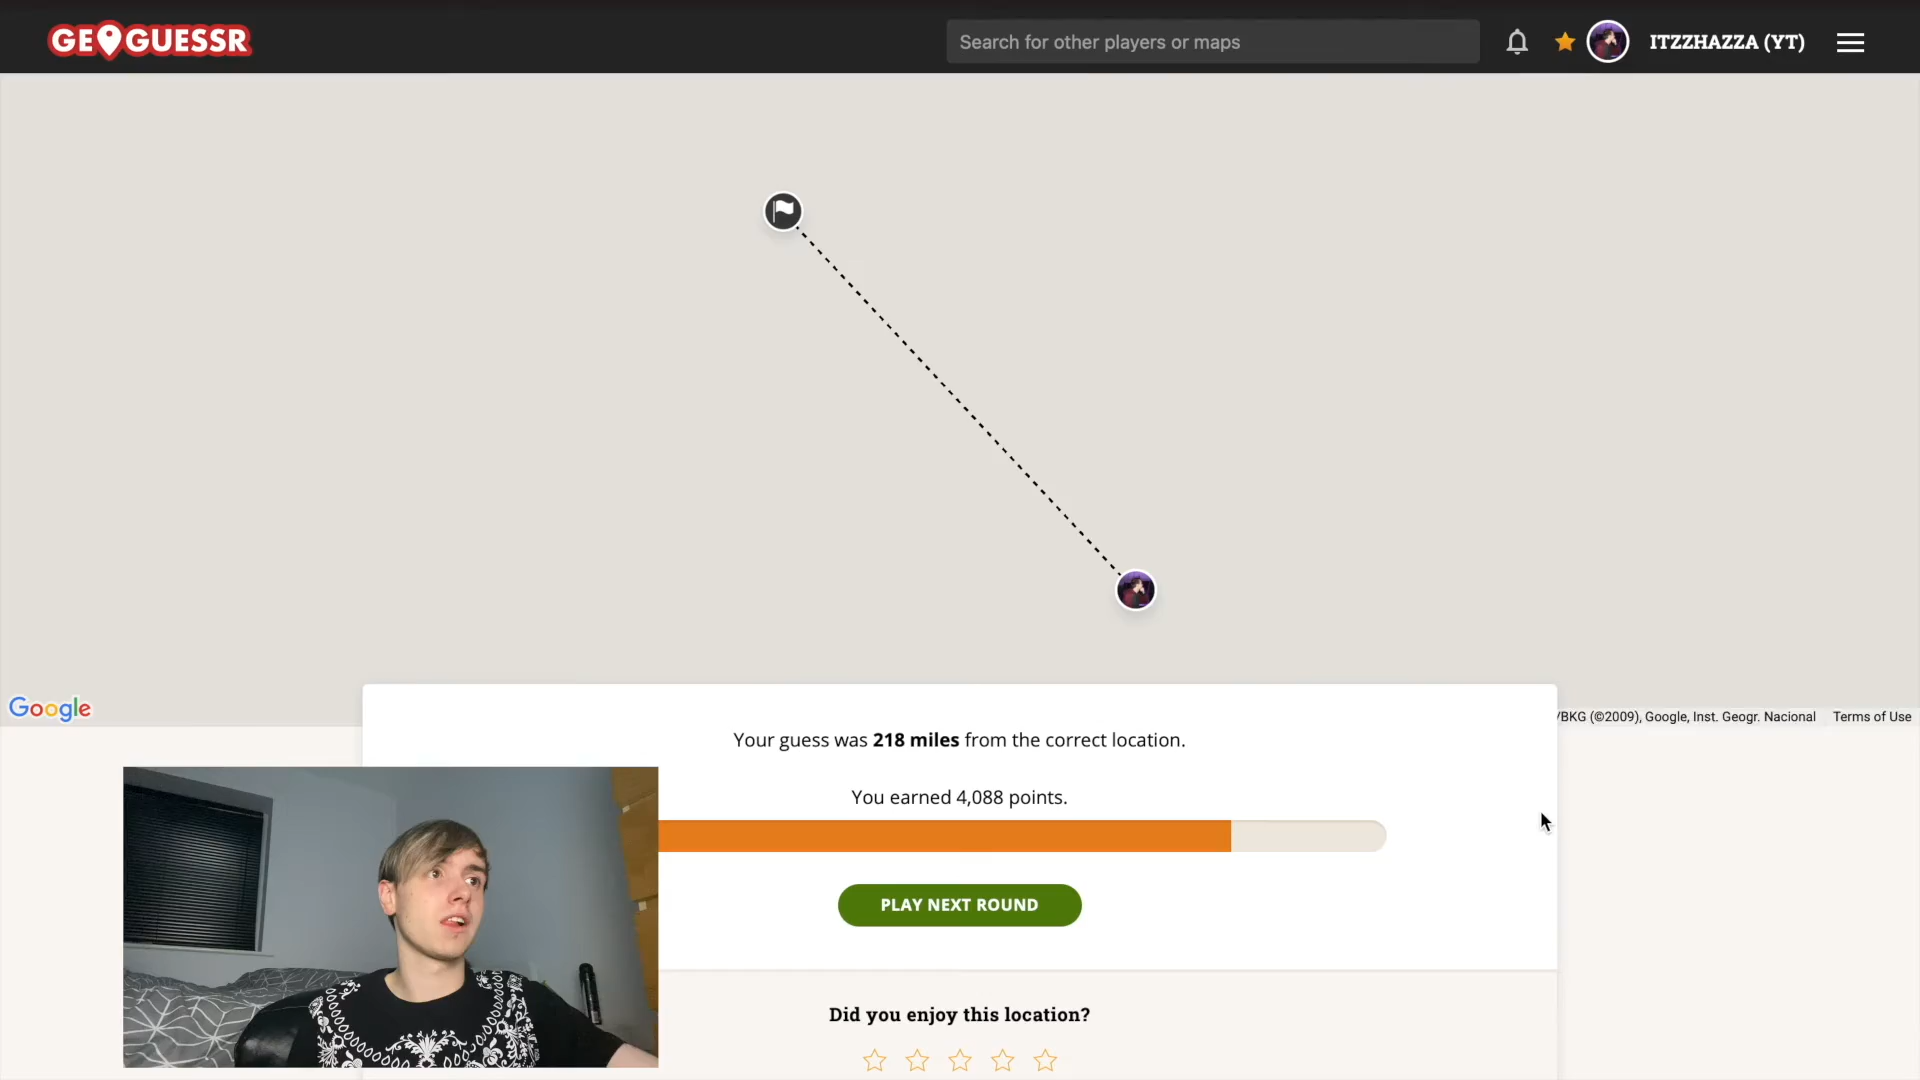 GEOGUESSR
Search for other players or maps
ITZZHAZZA (YT)
Google
/BKG (©2009), Google, Inst. Geogr. Nacional Terms of Use
Your guess was 218 miles from the correct location.
You earned 4,088 points.
PLAY NEXT ROUND
Did you enjoy this location?